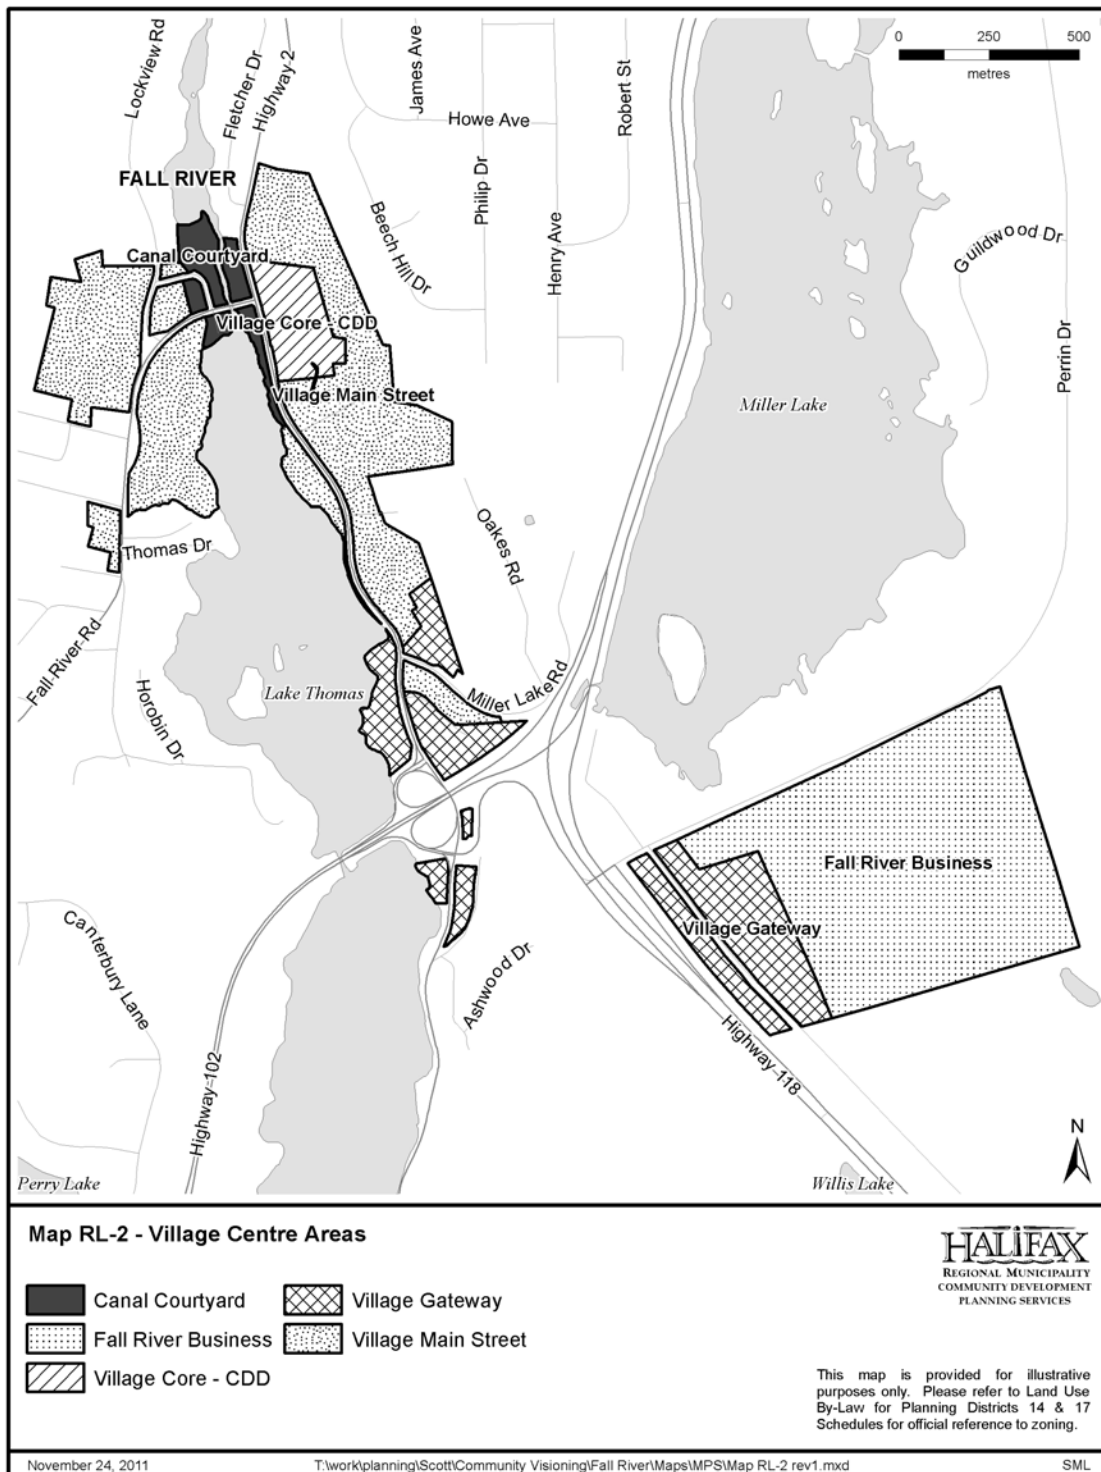 0 250 500
metres
Lockview Rd
Fletcher Dr
Highway 2
James Ave
Howe Ave
Robert St
Philip Dr
FALL RIVER
Beech Hill Dr
Henry Ave
Guildwood Dr
Canal Courtyard
Village Core - CDD
Perrin Dr
Village Main Street
Miller Lake
Oakes Rd
Thomas Dr
Fall River Rd
Lake Thomas
Miller Lake Rd
Horobin Dr
Fall River Business
Village Gateway
Canterbury Lane
Ashwood Dr
Highway 102
Highway 118
N
Perry Lake
Willis Lake
Map RL-2 - Village Centre Areas
Canal Courtyard
Village Gateway
Fall River Business
Village Main Street
Village Core - CDD
HALIFAX
REGIONAL MUNICIPALITY
COMMUNITY DEVELOPMENT
PLANNING SERVICES
This map is provided for illustrative
purposes only. Please refer to Land Use
By-Law for Planning Districts 14 & 17
Schedules for official reference to zoning.
November 24, 2011
T:\work\planning\Scott\Community Visioning\Fall River\Maps\MPS\Map RL-2 rev1.mxd
SML